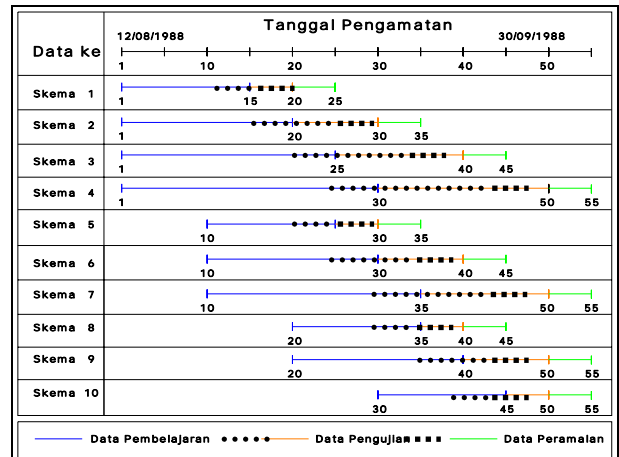 Tanggal Pengamatan
12/08/1988 30/09/1988
Data ke
1 10 20 30 40 50
Skema 1
1 15 20 25
Skema 2
1 20 30 35
Skema 3
1 25 40 45
Skema 4
1 30 50 55
Skema 5
10 30 35
Skema 6
10 30 40 45
Skema 7
10 35 50 55
Skema 8
20 35 40 45
Skema 9
20 40 50 55
Skema 10
30 45 50 55
Data Pembelajaran Data Pengujian Data Peramalan